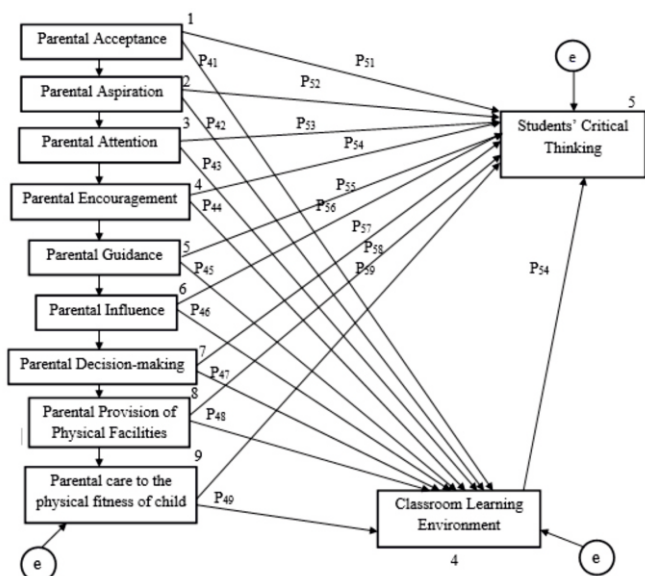 1
Parental Acceptance
P51
P41
e
2
Parental Aspiration
P52
5
P42
3
Students' Critical
Thinking
Parental Attention
P53
P43
P54
4
Parental Encouragement
P44
P55
P56
5
Parental Guidance
P57
P45
P58
6
P59
P54
Parental Influence
P46
7
Parental Decision-making
P47
8
Parental Provision of
Physical Facilities
P48
9
Parental care to the
physical fitness of child
P49
Classroom Learning
Environment
4
e
e